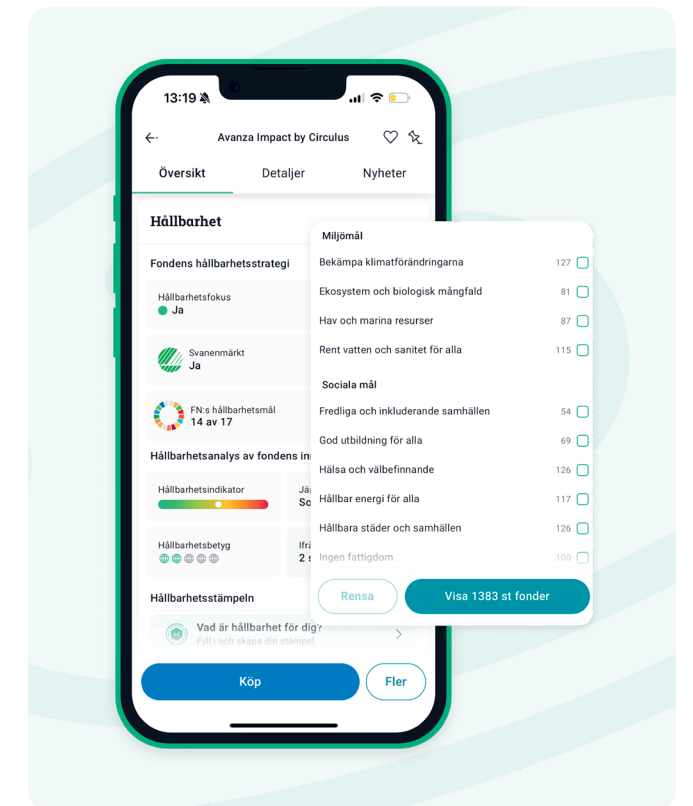 13:19
Avanza Impact by Circulus
Översikt Detaljer Nyheter
Hållbarhet
Fondens hållbarhetsstrategi
Hållbarhetsfokus
Ja
Svanenmärkt
Ja
FN:s hållbarhetsmål
14 av 17
Hållbarhetsanalys av fondens in
Hållbarhetsindikator
Hållbarhetsbetyg
2
Hållbarhetsstämpeln
Vad är hållbarhet för dig?
Fyll i och skapa din stämpel
Köp Fler
Miljömål
Bekämpa klimatförändringarna 127
Ekosystem och biologisk mångfald 81
Hav och marina resurser 87
Rent vatten och sanitet för alla 115
Sociala mål
Fredliga och inkluderande samhällen 54
God utbildning för alla 69
Hälsa och välbefinnande 126
Hållbar energi för alla 117
Hållbara städer och samhällen 126
Ingen fattigdom 100
Rensa Visa 1383 st fonder